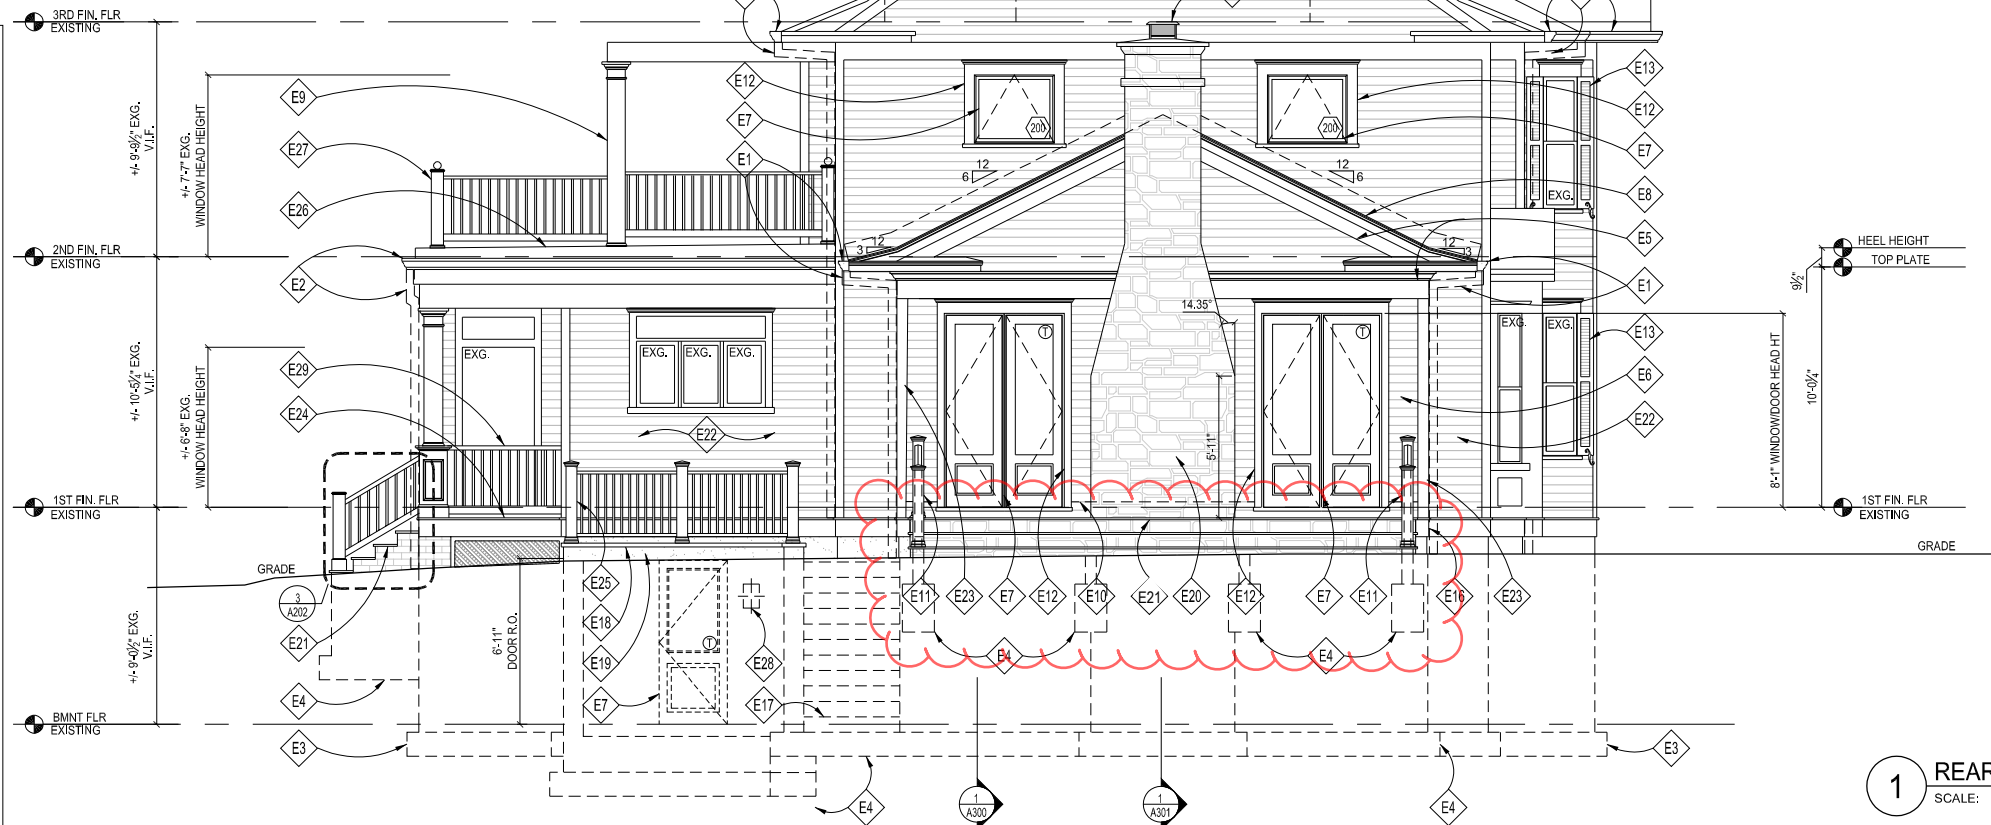 3RD FIN. FLR
EXISTING
2ND FIN. FLR
EXISTING
1ST FIN. FLR
EXISTING
BMNT FLR
EXISTING
+/- 9'-9½" EXG.
V.I.F.
+/- 7'-7" EXG.
WINDOW HEAD HEIGHT
+/- 10'-5¼" EXG.
V.I.F.
+/- 6'-8" EXG.
WINDOW HEAD HEIGHT
+/- 9'-0½" EXG.
V.I.F.
E9
E27
E26
E2
E29
E24
GRADE
3
A202
E21
E4
E3
E12
E7
E1
200
200
12
6
12
6
12
3
12
3
EXG.
EXG.
EXG.
EXG.
E22
14.35°
5'-11"
T
T
E13
E12
E7
E8
E5
E1
E13
E6
E22
EXG.
EXG.
EXG.
HEEL HEIGHT
TOP PLATE
9½"
8'-1" WINDOW/DOOR HEAD HT
10'-0¼"
1ST FIN. FLR
EXISTING
GRADE
6'-11"
DOOR R.O.
T
E25
E18
E19
E7
E28
E17
E11
E23
E7
E12
E10
E21
E20
E12
E7
E11
E16
E23
E4
E4
E3
E4
1
A300
1
A301
E4
1
REAR
SCALE: